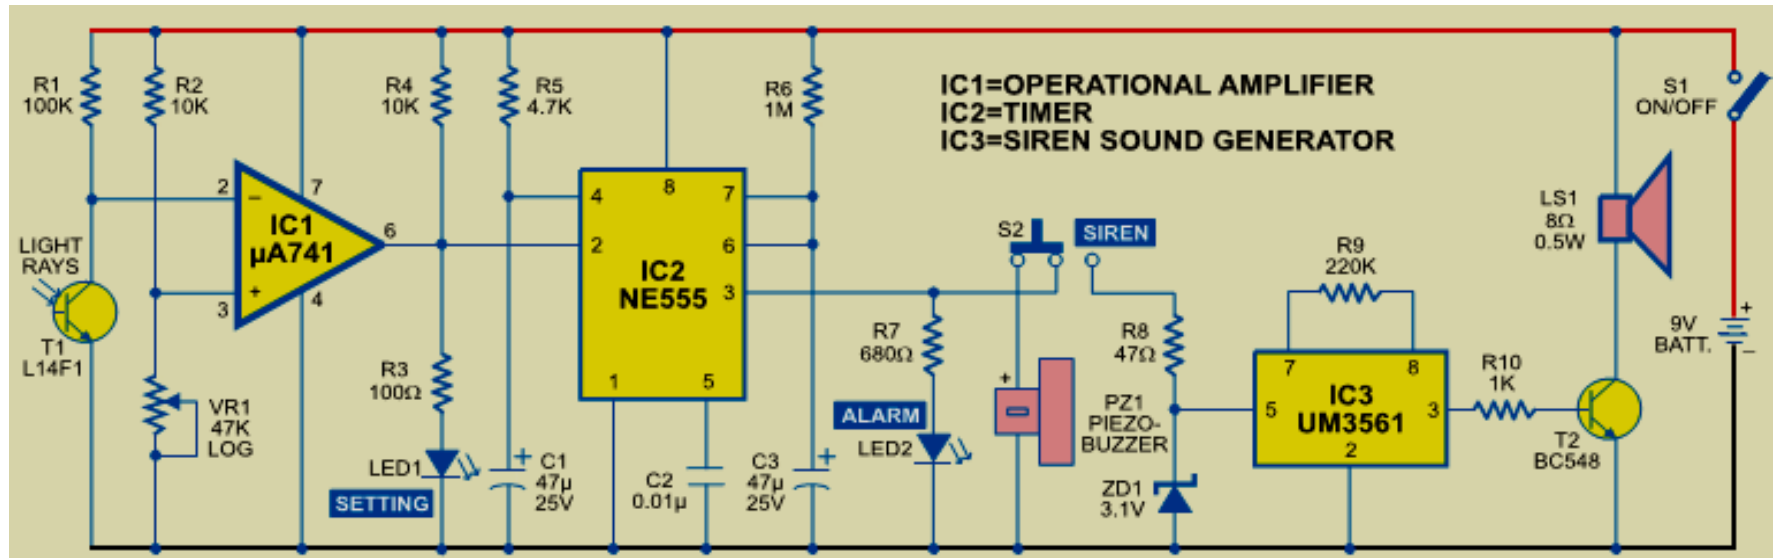 R1
100K
R2
10K
R4
10K
R5
4.7K
R6
1M
IC1=OPERATIONAL AMPLIFIER
IC2=TIMER
IC3=SIREN SOUND GENERATOR
S1
ON/OFF
2
−
7
IC1
µA741
6
+
3
4
LIGHT
RAYS
T1
L14F1
VR1
47K
LOG
R3
100Ω
LED1
SETTING
+
C1
47µ
25V
8
4
7
2
6
IC2
NE555
3
1
5
C2
0.01µ
C3
47µ
25V
+
S2
SIREN
R7
680Ω
ALARM
LED2
+
PZ1
PIEZO-
BUZZER
R8
47Ω
ZD1
3.1V
R9
220K
7
8
IC3
UM3561
5
3
2
R10
1K
T2
BC548
LS1
8Ω
0.5W
9V
BATT.
+
−